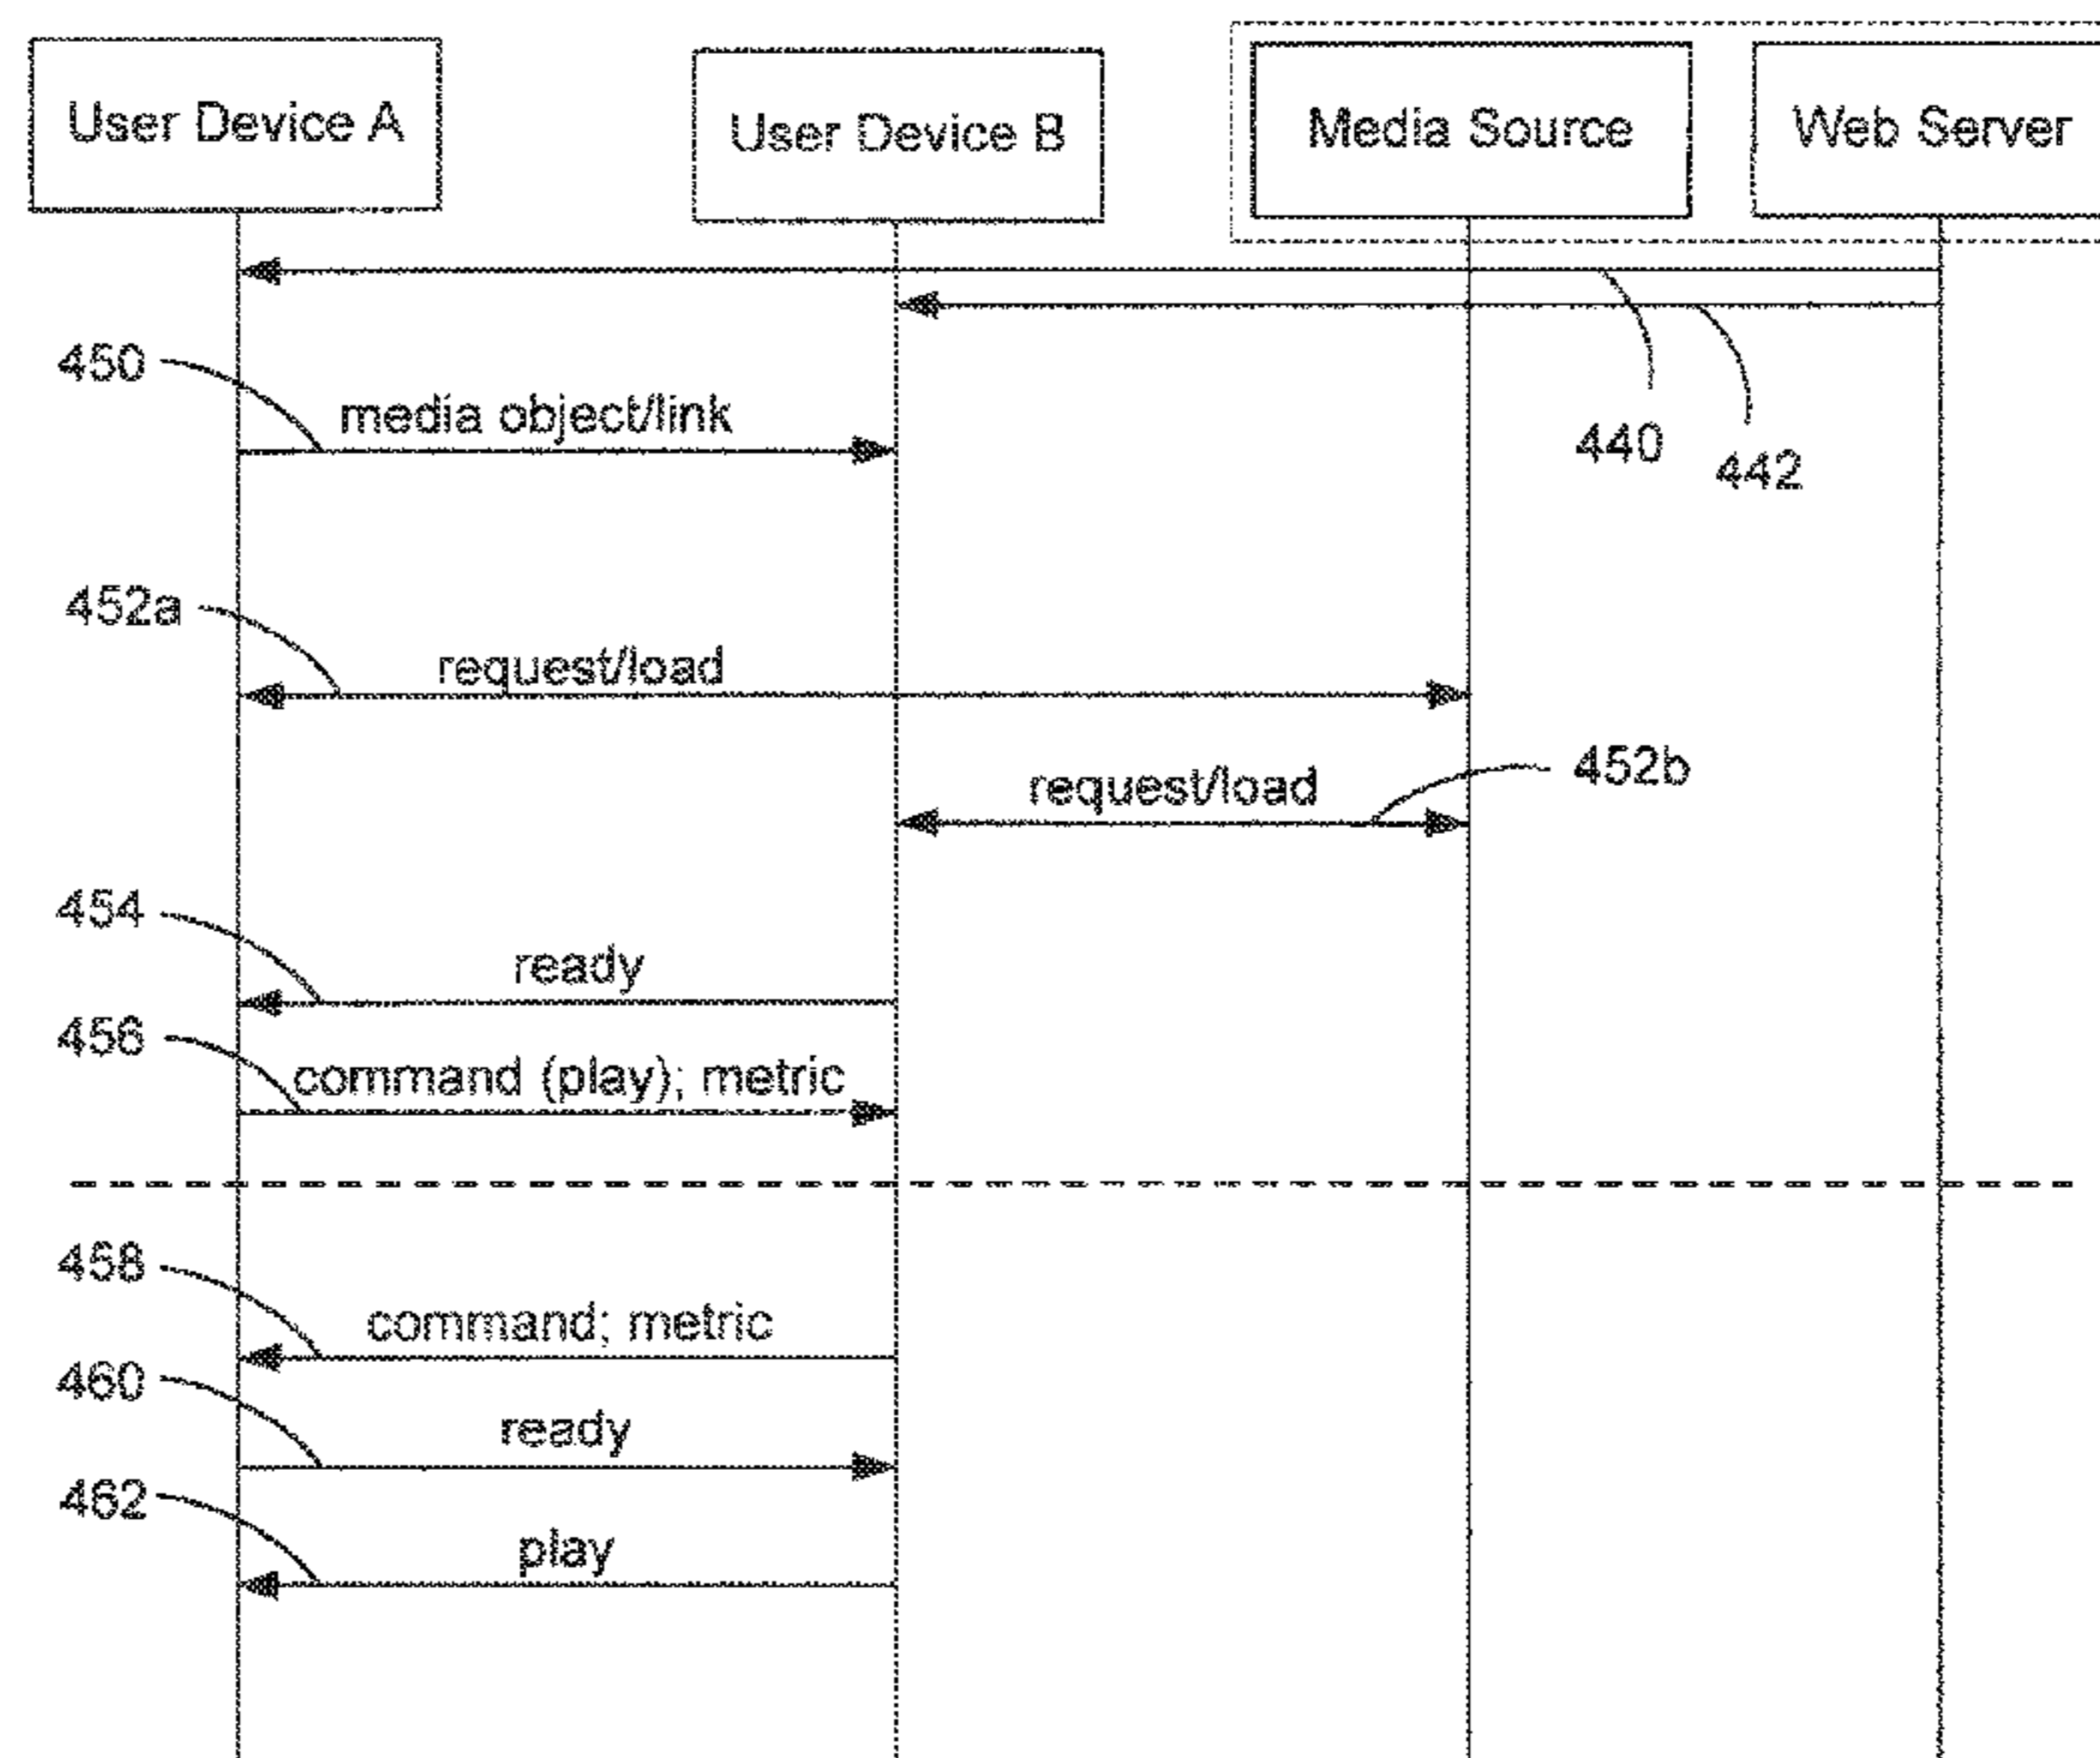 User Device A
User Device B
Media Source
Web Server
450
media object/link
440
442
452a
request/load
request/load
452b
454
ready
456
command (play); metric
458
command; metric
460
ready
462
play